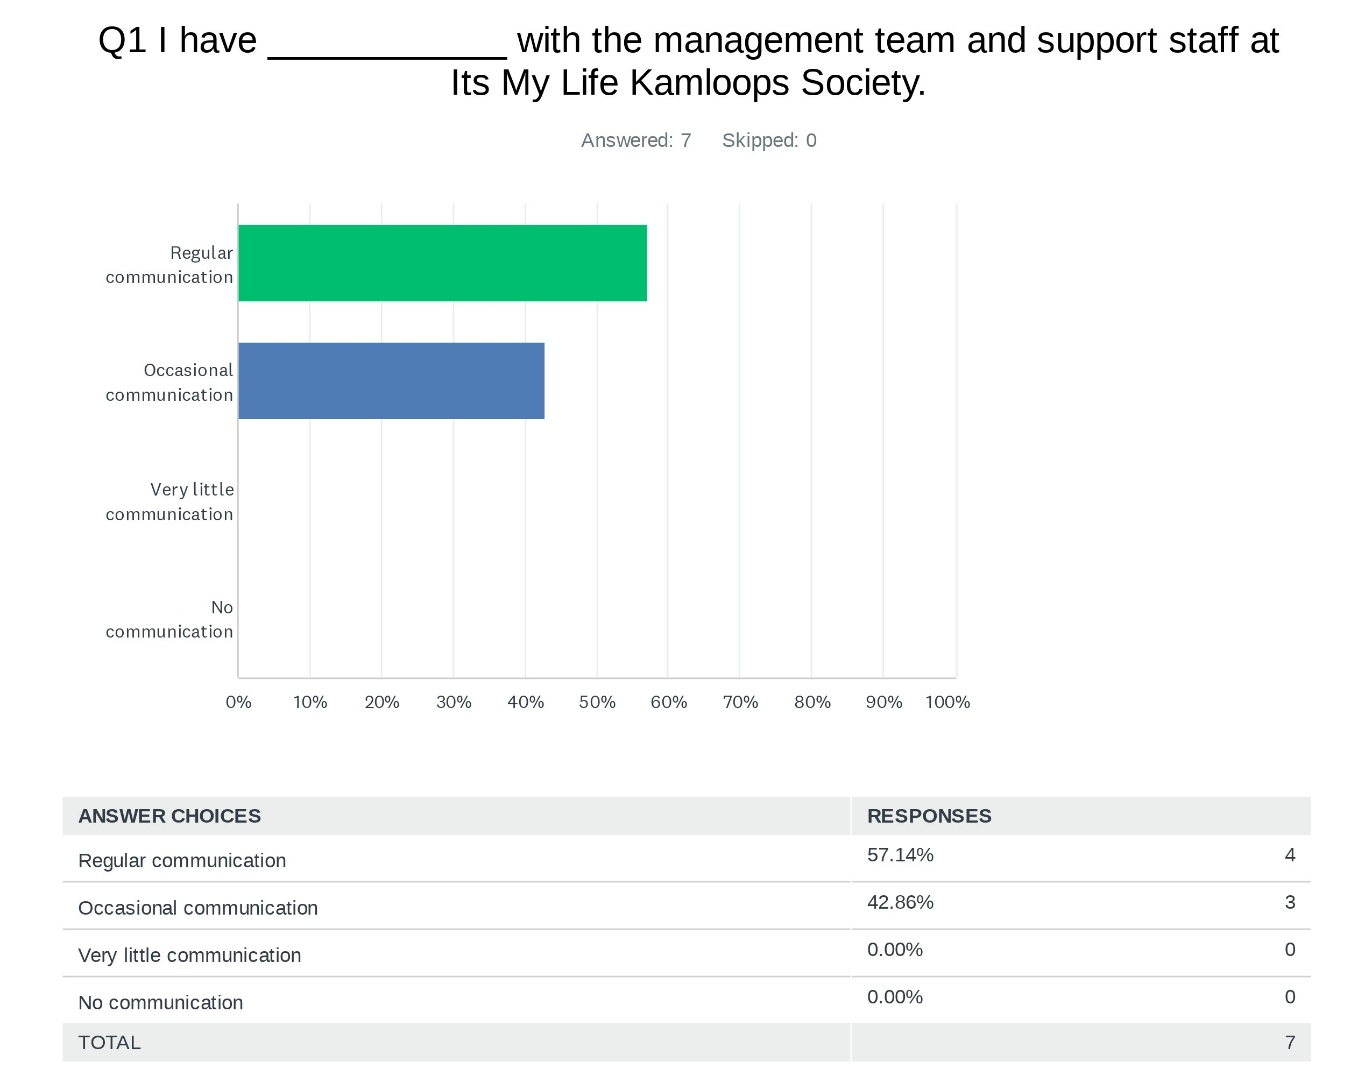 Q1 I have ____________ with the management team and support staff at
Its My Life Kamloops Society.
Answered: 7 Skipped: 0
Regular
communication
Occasional
communication
Very little
communication
No
communication
0% 10% 20% 30% 40% 50% 60% 70% 80% 90% 100%
ANSWER CHOICES RESPONSES
Regular communication 57.14% 4
Occasional communication 42.86% 3
Very little communication 0.00% 0
No communication 0.00% 0
TOTAL 7